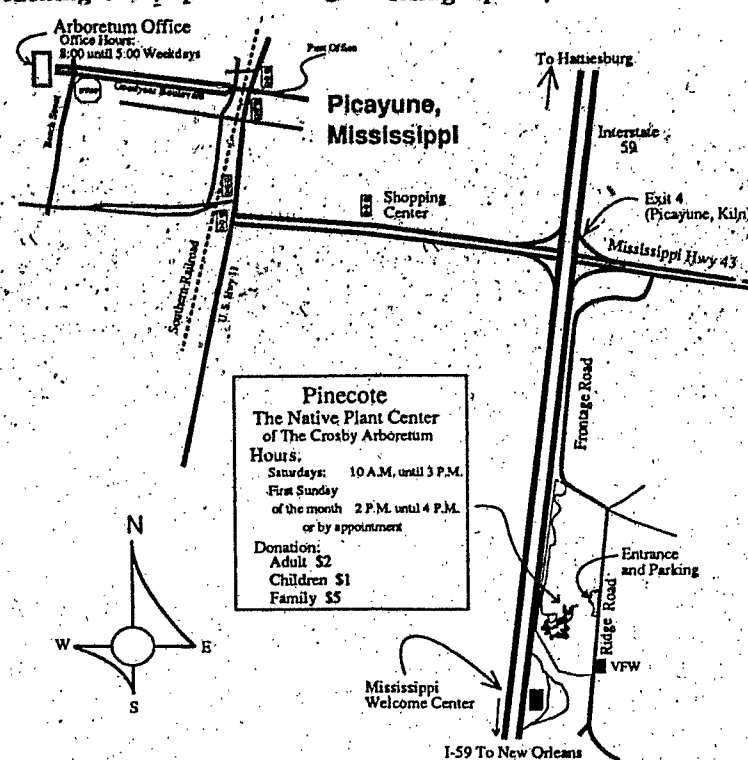 Arboretum Office
Office Hours:
8:00 until 5:00 Weekdays
Post Office
STOP
Goodyear Boulevard
Beech Street
Picayune,
Mississippi
To Hattiesburg
Interstate
59
Shopping
Center
Exit 4
(Picayune, Kiln)
Mississippi Hwy 43
Southern Railroad
U.S. Hwy 11
Frontage Road
Pinecote
The Native Plant Center
of The Crosby Arboretum
Hours:
Saturdays: 10 A.M. until 3 P.M.
First Sunday
of the month 2 P.M. until 4 P.M.
or by appointment
Donation:
Adult $2
Children $1
Family $5
N
W
E
S
Entrance
and Parking
Ridge Road
VFW
Mississippi
Welcome Center
I-59 To New Orleans